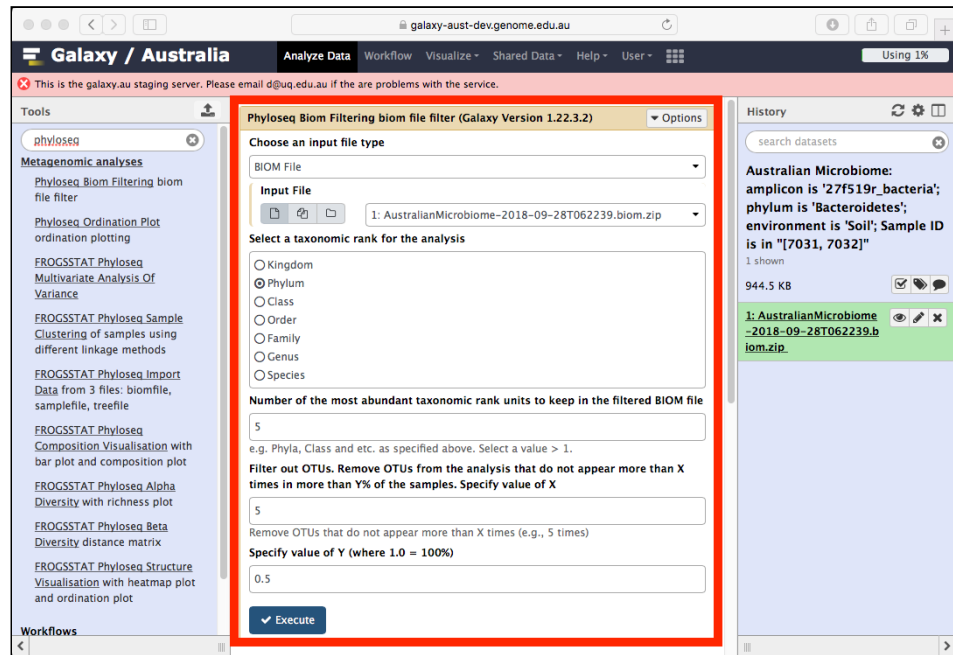 galaxy-aust-dev.genome.edu.au
Galaxy / Australia
Analyze Data
Workflow
Visualize
Shared Data
Help
User
Using 1%
This is the galaxy.au staging server. Please email d@uq.edu.au if the are problems with the service.
Tools
phyloseq
Metagenomic analyses
Phyloseq Biom Filtering biom
file filter
Phyloseq Ordination Plot
ordination plotting
FROGSSTAT Phyloseq
Multivariate Analysis Of
Variance
FROGSSTAT Phyloseq Sample
Clustering of samples using
different linkage methods
FROGSSTAT Phyloseq Import
Data from 3 files: biomfile,
samplefile, treefile
FROGSSTAT Phyloseq
Composition Visualisation with
bar plot and composition plot
FROGSSTAT Phyloseq Alpha
Diversity with richness plot
FROGSSTAT Phyloseq Beta
Diversity distance matrix
FROGSSTAT Phyloseq Structure
Visualisation with heatmap plot
and ordination plot
Workflows
Phyloseq Biom Filtering biom file filter (Galaxy Version 1.22.3.2)
Options
Choose an input file type
BIOM File
Input File
1: AustralianMicrobiome-2018-09-28T062239.biom.zip
Select a taxonomic rank for the analysis
Kingdom
Phylum
Class
Order
Family
Genus
Species
Number of the most abundant taxonomic rank units to keep in the filtered BIOM file
5
e.g. Phyla, Class and etc. as specified above. Select a value > 1.
Filter out OTUs. Remove OTUs from the analysis that do not appear more than X
times in more than Y% of the samples. Specify value of X
5
Remove OTUs that do not appear more than X times (e.g., 5 times)
Specify value of Y (where 1.0 = 100%)
0.5
Execute
History
search datasets
Australian Microbiome:
amplicon is '27f519r_bacteria';
phylum is 'Bacteroidetes';
environment is 'Soil'; Sample ID
is in "[7031, 7032]"
1 shown
944.5 KB
1: AustralianMicrobiome
-2018-09-28T062239.b
iom.zip